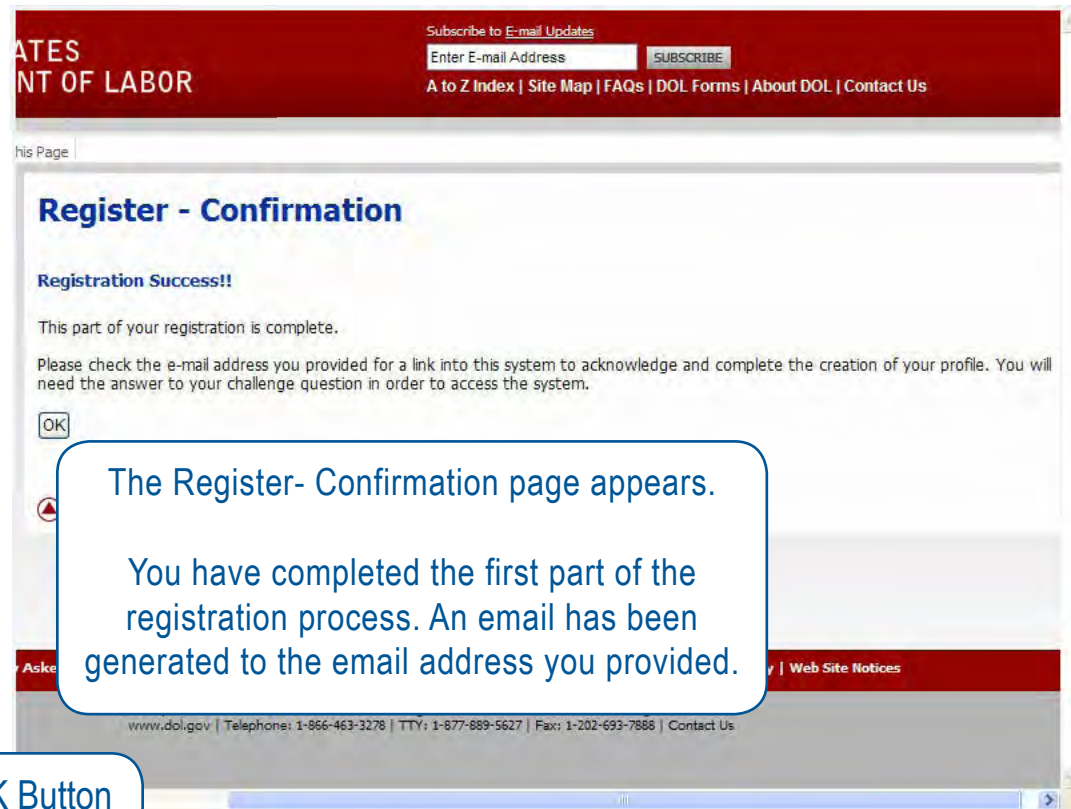 Subscribe to E-mail Updates
ATES
Enter E-mail Address SUBSCRIBE
NT OF LABOR
A to Z Index | Site Map | FAQs | DOL Forms | About DOL | Contact Us
his Page
Register - Confirmation
Registration Success!!
This part of your registration is complete.
Please check the e-mail address you provided for a link into this system to acknowledge and complete the creation of your profile. You will
need the answer to your challenge question in order to access the system.
OK
The Register- Confirmation page appears.
You have completed the first part of the
registration process. An email has been
generated to the email address you provided.
Aske
| Web Site Notices
www.dol.gov | Telephone: 1-866-463-3278 | TTY: 1-877-889-5627 | Fax: 1-202-693-7888 | Contact Us
K Button